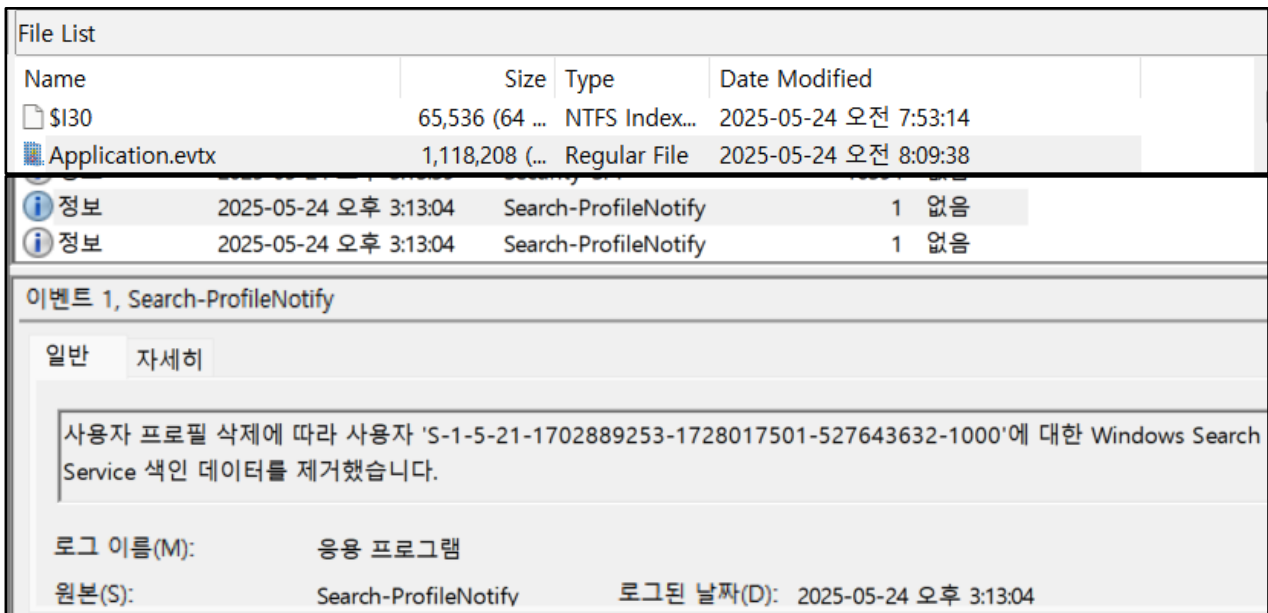 File List
Name Size Type Date Modified
$I30 65,536 (64 ... NTFS Index... 2025-05-24 오전 7:53:14
Application.evtx 1,118,208 (... Regular File 2025-05-24 오전 8:09:38
정보 2025-05-24 오후 3:13:04 Search-ProfileNotify 1 없음
정보 2025-05-24 오후 3:13:04 Search-ProfileNotify 1 없음
이벤트 1, Search-ProfileNotify
일반 자세히
사용자 프로필 삭제에 따라 사용자 'S-1-5-21-1702889253-1728017501-527643632-1000'에 대한 Windows Search
Service 색인 데이터를 제거했습니다.
로그 이름(M): 응용 프로그램
원본(S): Search-ProfileNotify 로그된 날짜(D): 2025-05-24 오후 3:13:04